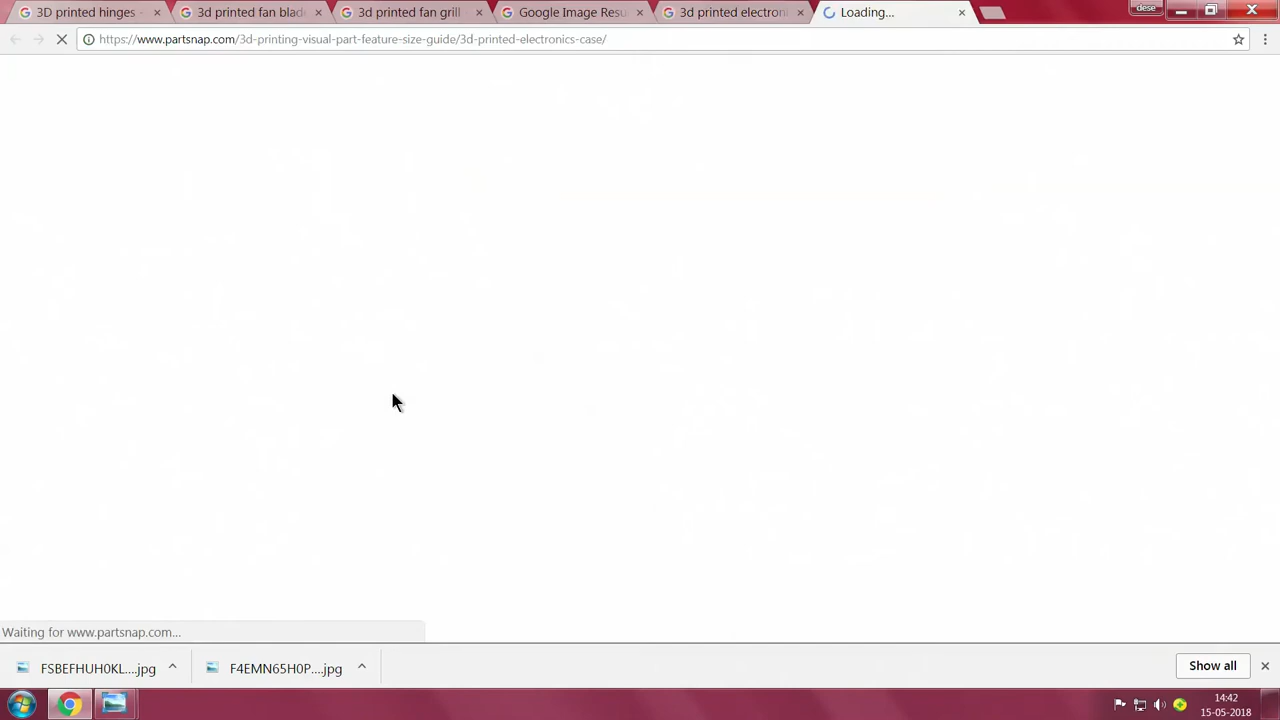 3D printed hinges -
3d printed fan blad
3d printed fan grill
Google Image Resu
3d printed electroni
Loading...
dese
https://www.partsnap.com/3d-printing-visual-part-feature-size-guide/3d-printed-electronics-case/
Waiting for www.partsnap.com...
FSBEFHUH0KL....jpg
F4EMN65H0P....jpg
Show all
14:42
15-05-2018